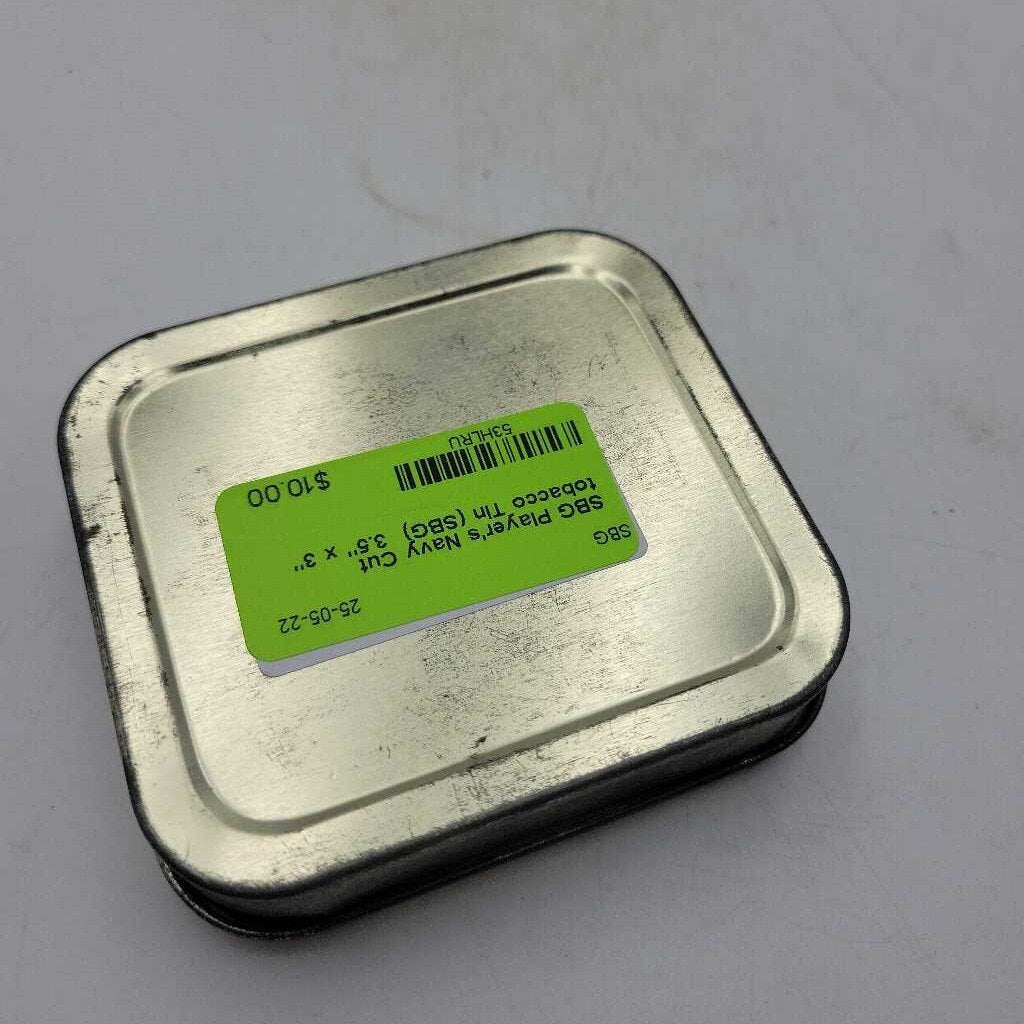 SBG
25-05-22
SBG Player's Navy Cut
tobacco Tin (SBG) 3.5" x 3"
53HLRU
$10.00